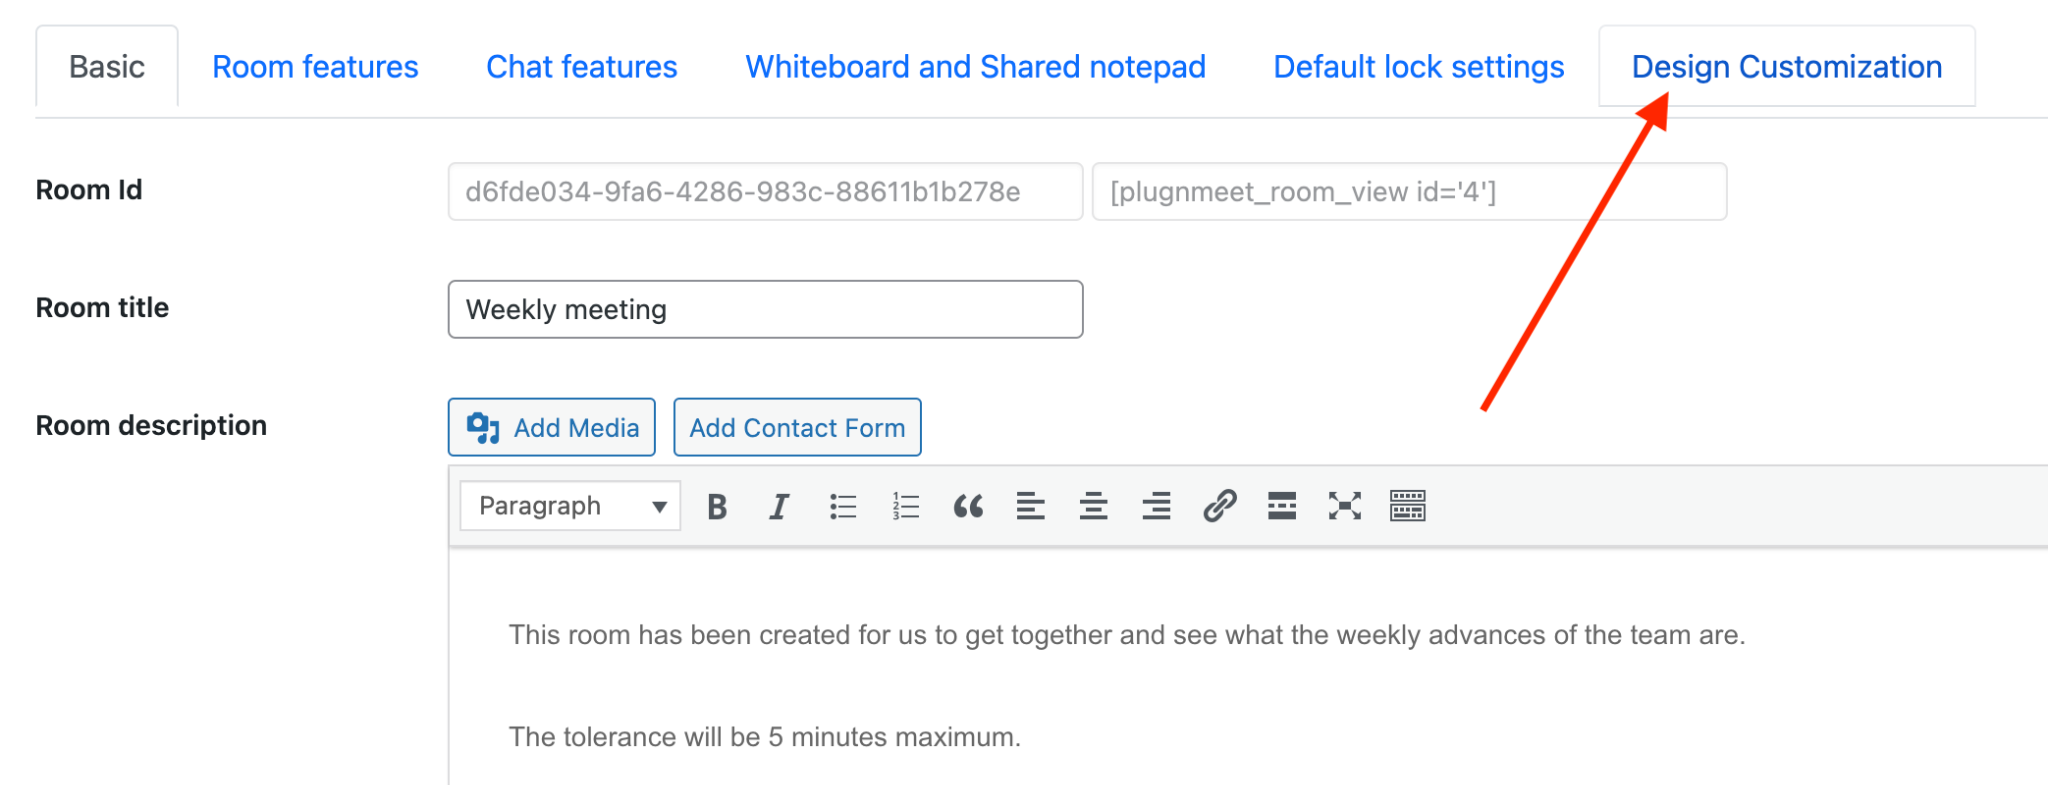 Basic Room features Chat features Whiteboard and Shared notepad Default lock settings Design Customization
Room Id d6fde034-9fa6-4286-983c-88611b1b278e [plugnmeet_room_view id='4']
Room title Weekly meeting
Room description Add Media Add Contact Form
Paragraph
This room has been created for us to get together and see what the weekly advances of the team are.
The tolerance will be 5 minutes maximum.